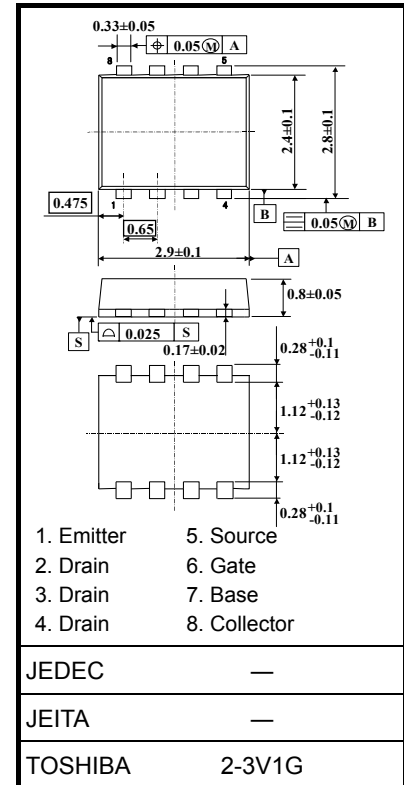 0.33±0.05
⌖ 0.05Ⓜ A
8 5
2.4±0.1
2.8±0.1
0.475
1 4
B
⌯ 0.05Ⓜ B
0.65
2.9±0.1
A
0.8±0.05
S
⌓ 0.025 S
0.17±0.02
0.28 +0.1 -0.11
1.12 +0.13 -0.12
1.12 +0.13 -0.12
0.28 +0.1 -0.11
1. Emitter 5. Source
2. Drain 6. Gate
3. Drain 7. Base
4. Drain 8. Collector
JEDEC —
JEITA —
TOSHIBA 2-3V1G